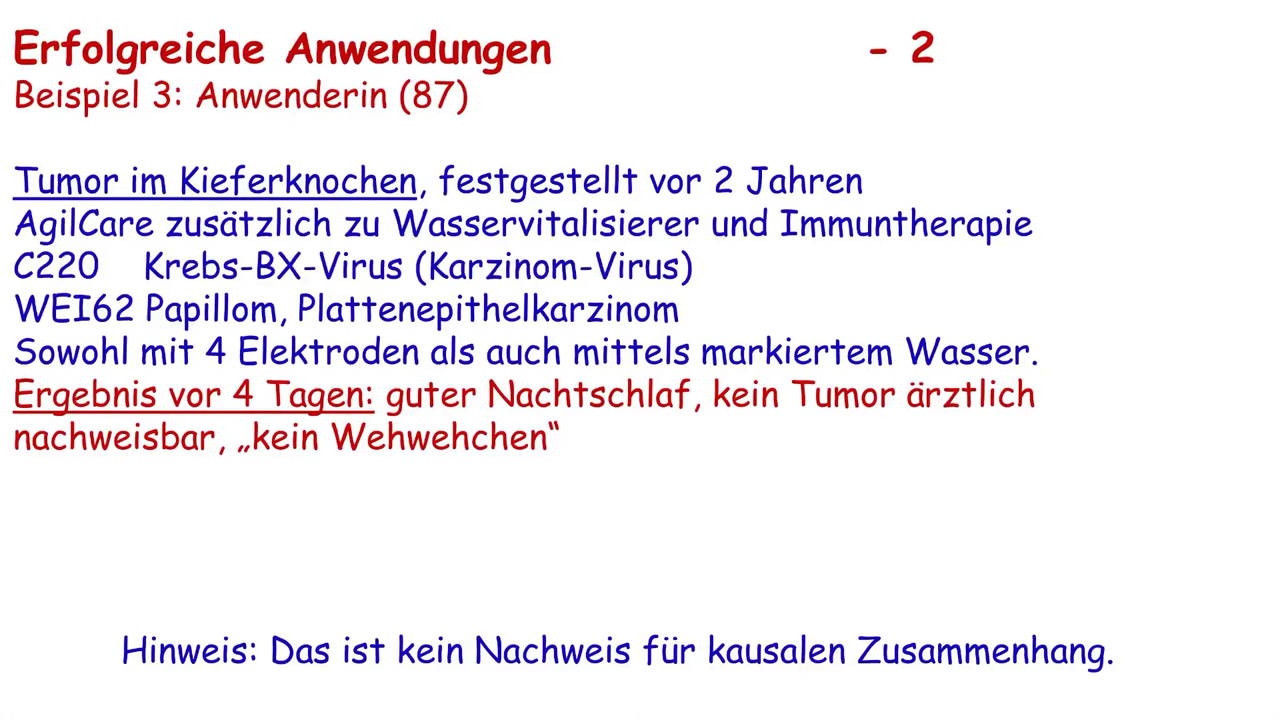 Erfolgreiche Anwendungen - 2
Beispiel 3: Anwenderin (87)
Tumor im Kieferknochen, festgestellt vor 2 Jahren
AgilCare zusätzlich zu Wasservitalisierer und Immuntherapie
C220 Krebs-BX-Virus (Karzinom-Virus)
WEI62 Papillom, Plattenepithelkarzinom
Sowohl mit 4 Elektroden als auch mittels markiertem Wasser.
Ergebnis vor 4 Tagen: guter Nachtschlaf, kein Tumor ärztlich
nachweisbar, „kein Wehwehchen“
Hinweis: Das ist kein Nachweis für kausalen Zusammenhang.